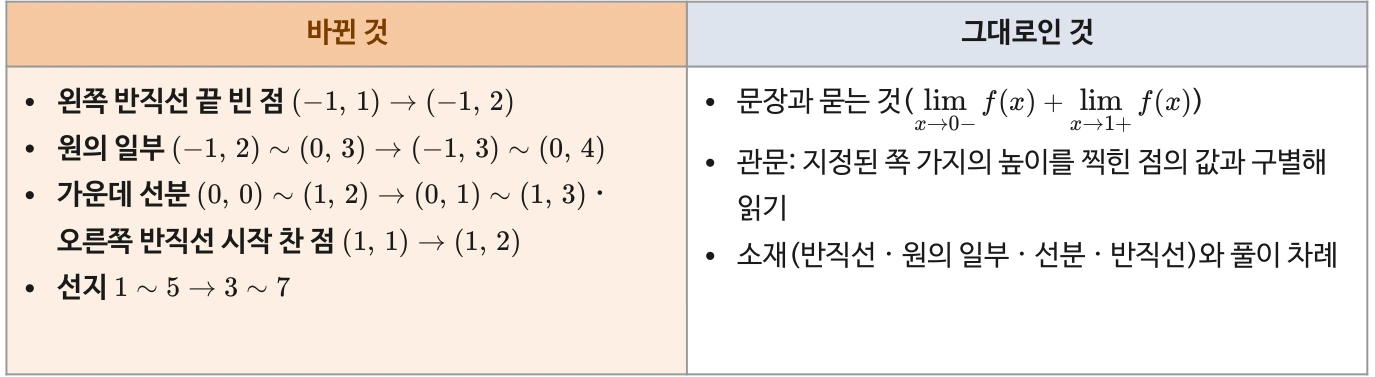 바뀐 것
그대로인 것
• 왼쪽 반직선 끝 빈 점 (−1, 1) → (−1, 2)
• 원의 일부 (−1, 2) ∼ (0, 3) → (−1, 3) ∼ (0, 4)
• 가운데 선분 (0, 0) ∼ (1, 2) → (0, 1) ∼ (1, 3) ·
오른쪽 반직선 시작 찬 점 (1, 1) → (1, 2)
• 선지 1 ∼ 5 → 3 ∼ 7
• 문장과 묻는 것( lim f(x) + lim f(x))
x→0− x→1+
• 관문: 지정된 쪽 가지의 높이를 찍힌 점의 값과 구별해
읽기
• 소재(반직선 · 원의 일부 · 선분 · 반직선)와 풀이 차례